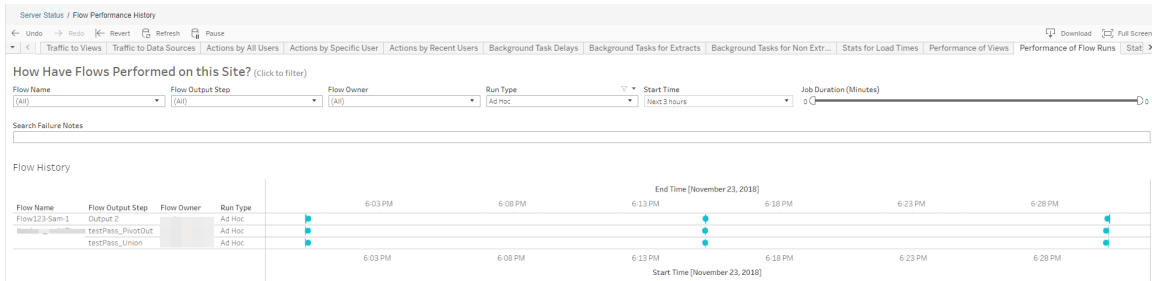 Server Status / Flow Performance History
← Undo → Redo Revert Refresh Pause Download Full Screen
Traffic to Views Traffic to Data Sources Actions by All Users Actions by Specific User Actions by Recent Users Background Task Delays Background Tasks for Extracts Background Tasks for Non Extr... Stats for Load Times Performance of Views Performance of Flow Runs Stat
How Have Flows Performed on this Site? (Click to filter)
Flow Name Flow Output Step Flow Owner Run Type Start Time Job Duration (Minutes)
(All) (All) (All) Ad Hoc Next 3 hours 0 0
Search Failure Notes
Flow History
End Time [November 23, 2018]
6:03 PM 6:08 PM 6:13 PM 6:18 PM 6:23 PM 6:28 PM
Flow Name Flow Output Step Flow Owner Run Type
Flow123-Sam-1 Output 2 Ad Hoc
testPass_PivotOut Ad Hoc
testPass_Union Ad Hoc
6:03 PM 6:08 PM 6:13 PM 6:18 PM 6:23 PM 6:28 PM
Start Time [November 23, 2018]